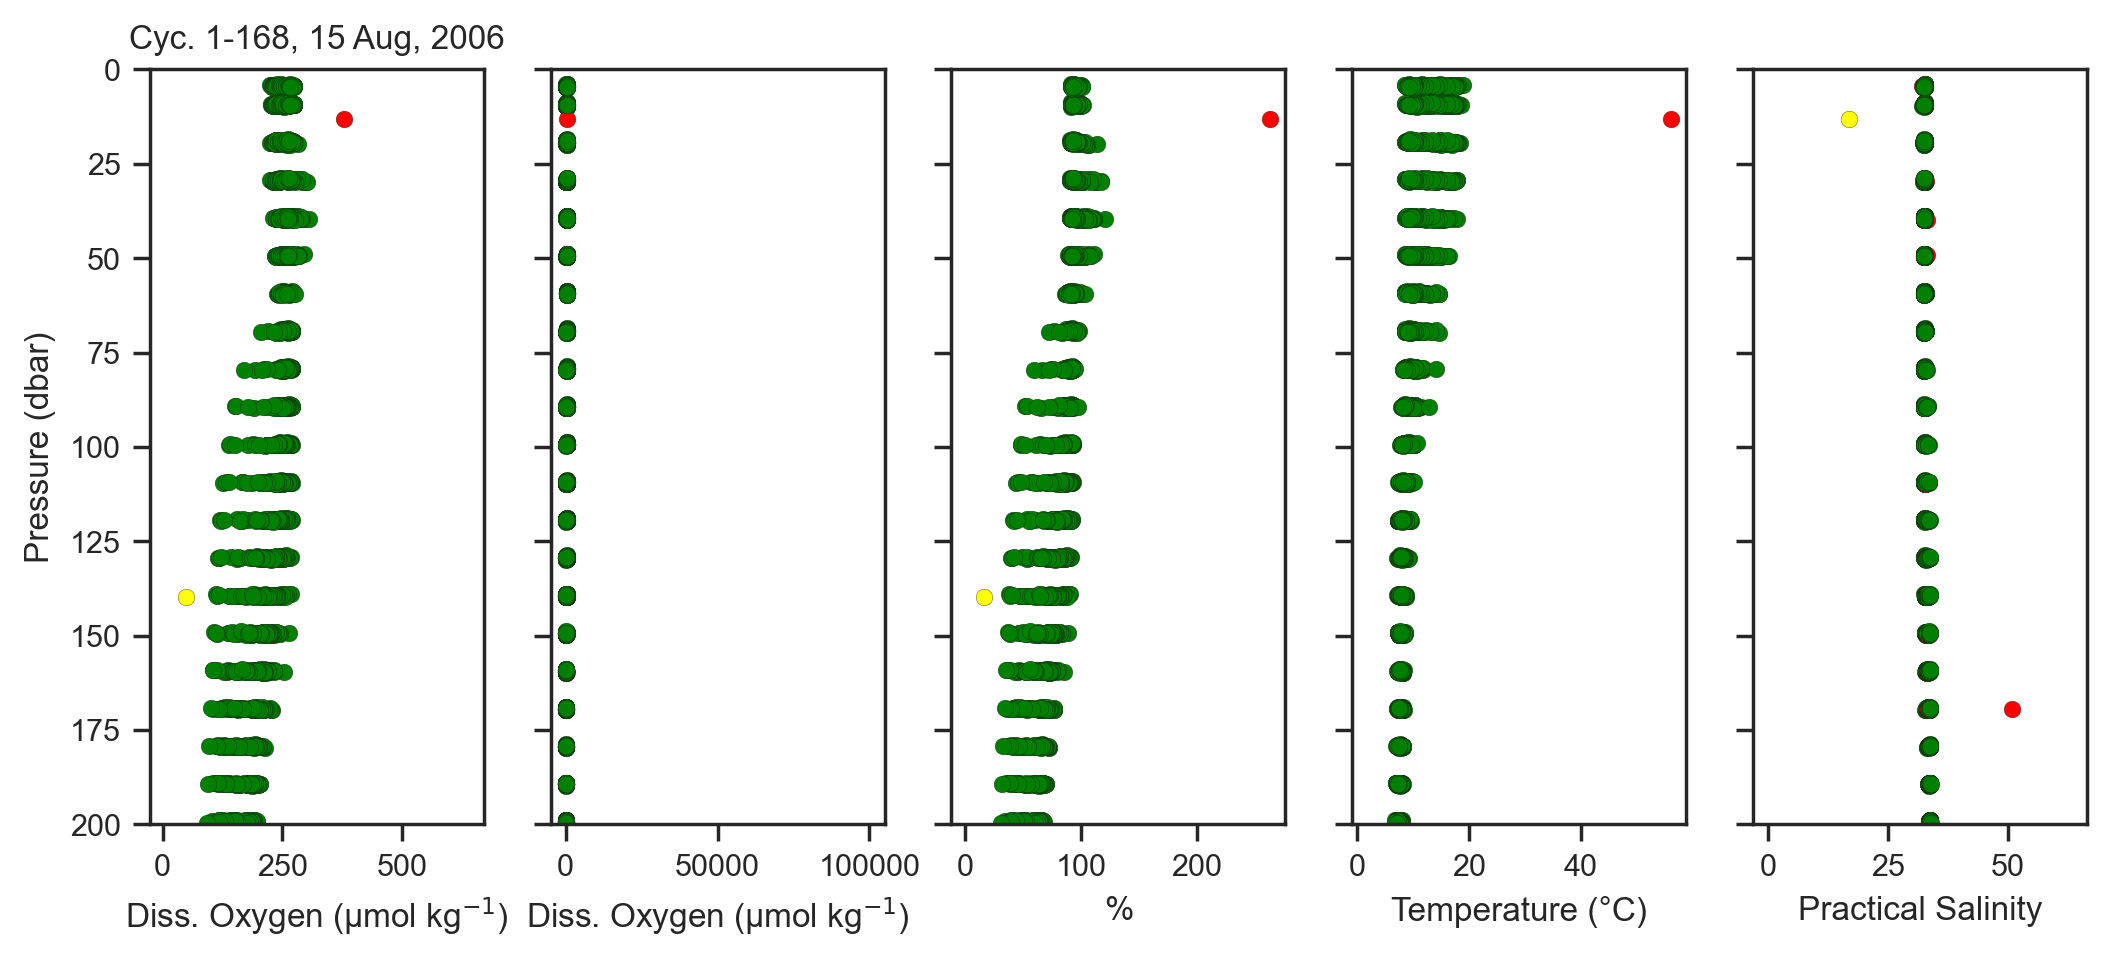 Cyc. 1-168, 15 Aug, 2006
Pressure (dbar)
0
25
50
75
100
125
150
175
200
0 250 500
0 50000 100000
0 100 200
0 20 40
0 25 50
Diss. Oxygen (µmol kg⁻¹)
Diss. Oxygen (µmol kg⁻¹)
%
Temperature (°C)
Practical Salinity